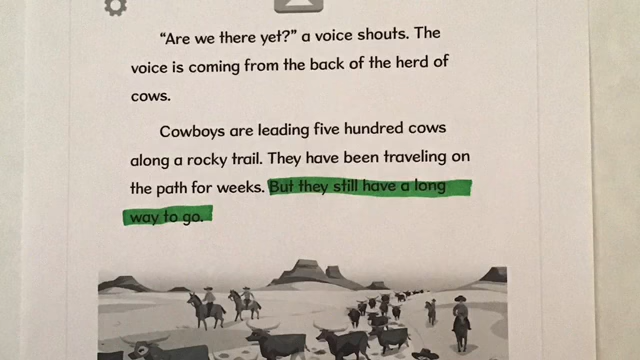 “Are we there yet?” a voice shouts. The
voice is coming from the back of the herd of
cows.
Cowboys are leading five hundred cows
along a rocky trail. They have been traveling on
the path for weeks. But they still have a long
way to go.